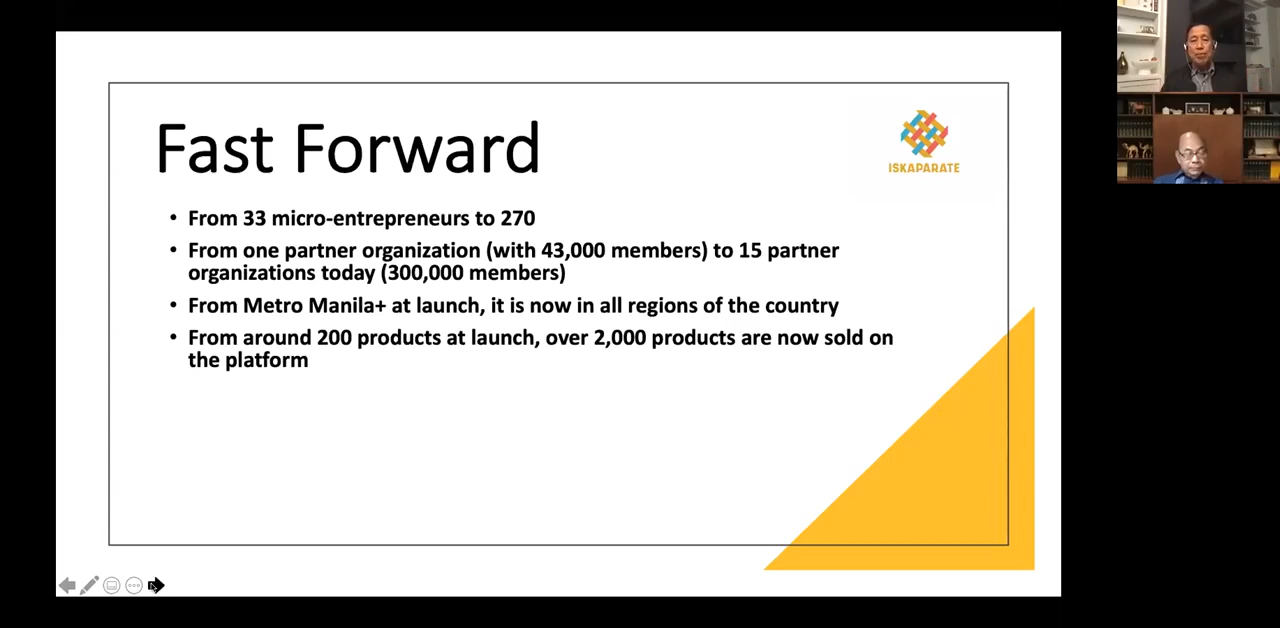 Fast Forward
ISKAPARATE
• From 33 micro-entrepreneurs to 270
• From one partner organization (with 43,000 members) to 15 partner
organizations today (300,000 members)
• From Metro Manila+ at launch, it is now in all regions of the country
• From around 200 products at launch, over 2,000 products are now sold on
the platform